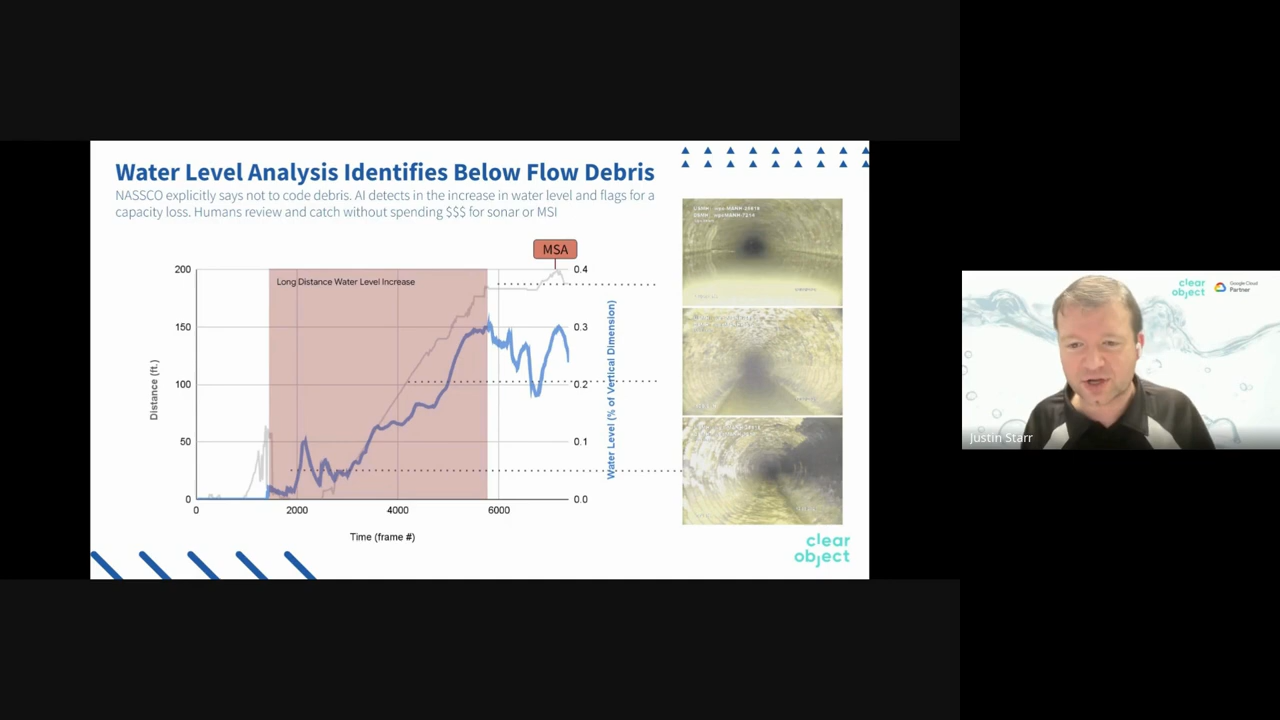 Water Level Analysis Identifies Below Flow Debris
NASSCO explicitly says not to code debris. AI detects in the increase in water level and flags for a
capacity loss. Humans review and catch without spending $$$ for sonar or MSI
MSA
Long Distance Water Level Increase
200
150
100
50
0
Distance (ft.)
0.4
0.3
0.2
0.1
0.0
Water Level (% of Vertical Dimension)
0
2000
4000
6000
Time (frame #)
clear
object
clear
object
Google Cloud
Partner
Justin Starr